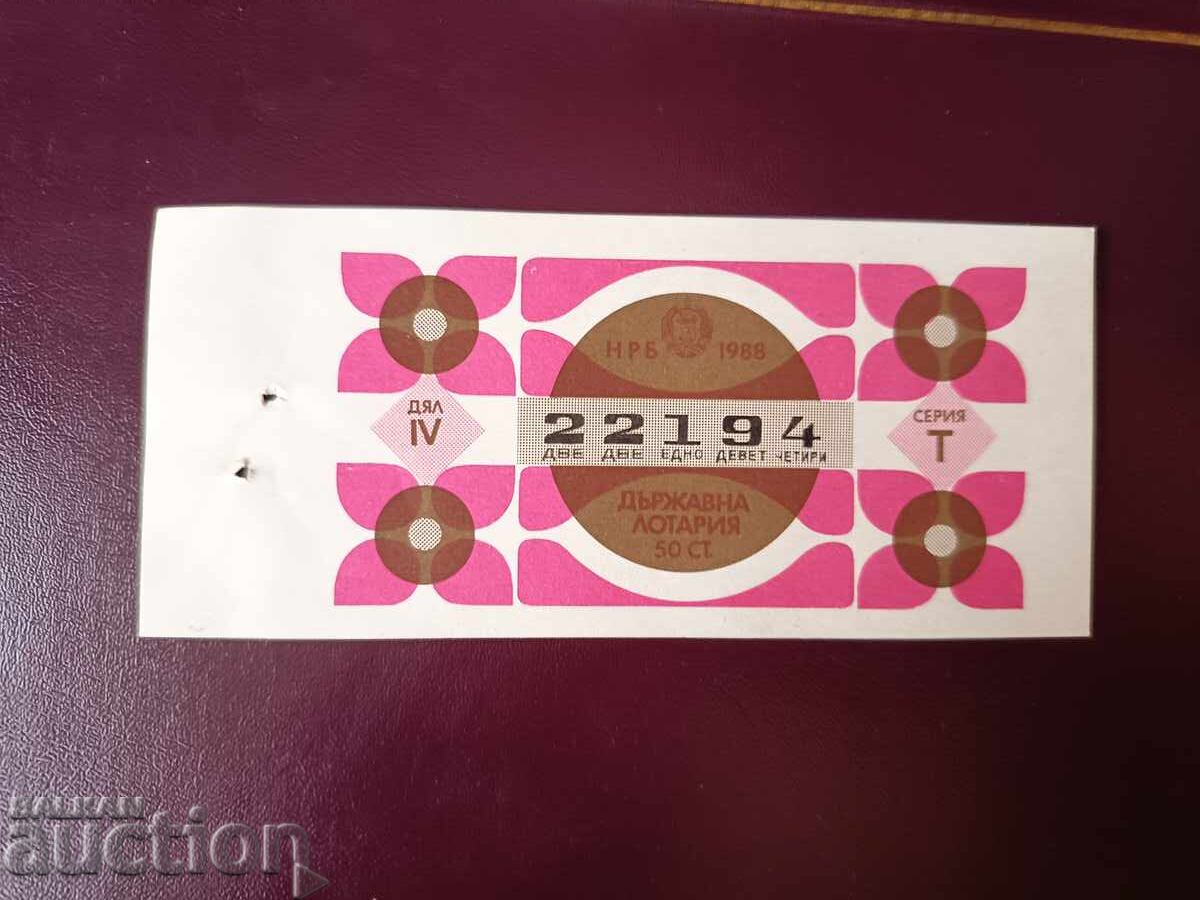 НРБ 1988
ДЯЛ
IV
22194
ДВЕ ДВЕ ЕДНО ДЕВЕТ ЧЕТИРИ
СЕРИЯ
Т
ДЪРЖАВНА
ЛОТАРИЯ
50 СТ.
BALKAN
auction